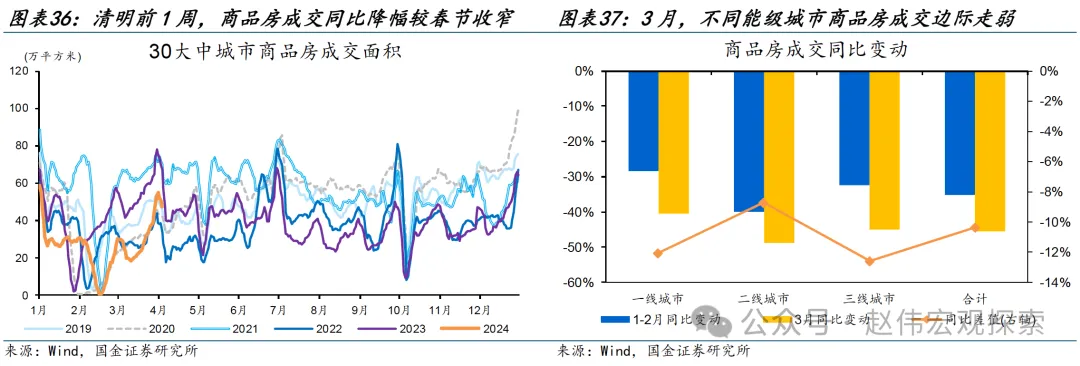 图表36：清明前1周，商品房成交同比降幅较春节收窄
(万平方米)
30大中城市商品房成交面积
120
100
80
60
40
20
0
1月 2月 3月 4月 5月 6月 7月 8月 9月 10月 11月 12月
2019 2020 2021 2022 2023 2024
来源：Wind，国金证券研究所
图表37：3月，不同能级城市商品房成交边际走弱
商品房成交同比变动
0%
-10%
-20%
-30%
-40%
-50%
-60%
0%
-2%
-4%
-6%
-8%
-10%
-12%
-14%
一线城市 二线城市 三线城市 合计
1-2月同比变动 3月同比变动 同比差值(右轴)
公众号 · 赵伟宏观探索
来源：Wind，国金证券研究所